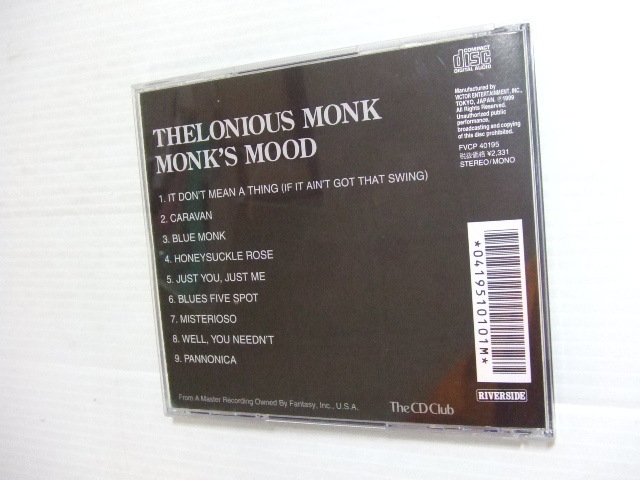 COMPACT
disc
DIGITAL AUDIO
Manufactured by
VICTOR ENTERTAINMENT, INC.,
TOKYO, JAPAN. ℗1999
All Rights Reserved.
Unauthorized public
performance,
broadcasting and copying
of this disc prohibited.
FVCP 40195
税抜価格 ¥2,331
STEREO/MONO
THELONIOUS MONK
MONK'S MOOD
1. IT DON'T MEAN A THING (IF IT AIN'T GOT THAT SWING)
2. CARAVAN
3. BLUE MONK
4. HONEYSUCKLE ROSE
5. JUST YOU, JUST ME
6. BLUES FIVE SPOT
7. MISTERIOSO
8. WELL, YOU NEEDN'T
9. PANNONICA
*0419510101M*
From A Master Recording Owned By Fantasy, Inc., U.S.A.
The CD Club
RIVERSIDE